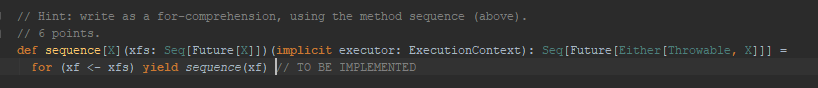 // Hint: write as a for-comprehension, using the method sequence (above).
// 6 points.
def sequence[X](xfs: Seq[Future[X]])(implicit executor: ExecutionContext): Seq[Future[Either[Throwable, X]]] =
for (xf <- xfs) yield sequence(xf) // TO BE IMPLEMENTED